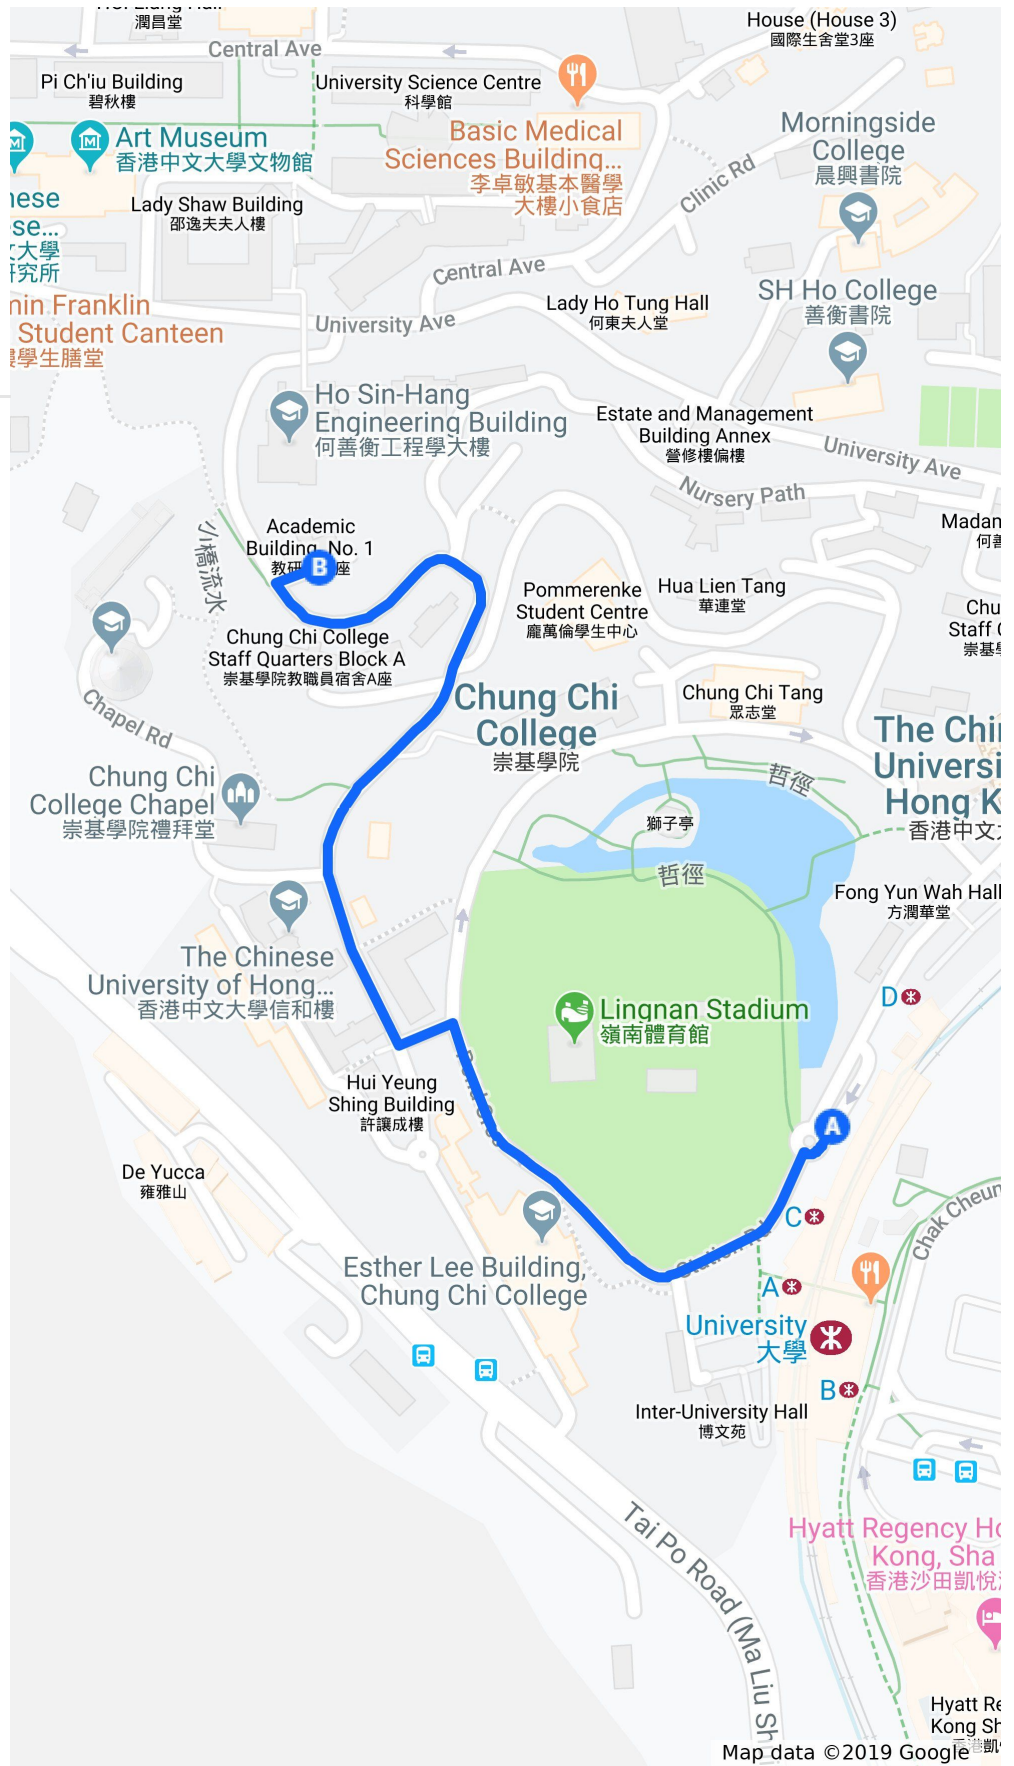 潤昌堂
Central Ave
House (House 3)
國際生舍堂3座
Pi Ch'iu Building
碧秋樓
University Science Centre
科學館
Art Museum
香港中文大學文物館
Basic Medical
Sciences Building...
李卓敏基本醫學
大樓小食店
Morningside
College
晨興書院
Clinic Rd
Lady Shaw Building
邵逸夫夫人樓
Central Ave
SH Ho College
善衡書院
Lady Ho Tung Hall
何東夫人堂
Franklin
Student Canteen
學生膳堂
University Ave
Ho Sin-Hang
Engineering Building
何善衡工程學大樓
Estate and Management
Building Annex
營修樓偏樓
University Ave
Nursery Path
小橋流水
Academic
Building, No. 1
B
Pommerenke
Student Centre
龐萬倫學生中心
Hua Lien Tang
華連堂
Chung Chi College
Staff Quarters Block A
崇基學院教職員宿舍A座
Chapel Rd
Chung Chi
College
崇基學院
Chung Chi Tang
眾志堂
Chung Chi
College Chapel
崇基學院禮拜堂
哲徑
獅子亭
哲徑
Fong Yun Wah Hall
方潤華堂
The Chinese
University of Hong...
香港中文大學信和樓
Lingnan Stadium
嶺南體育館
D
Hui Yeung
Shing Building
許讓成樓
A
De Yucca
雍雅山
C
Station Rd
Chak Cheung
Esther Lee Building,
Chung Chi College
A
University
大學
B
Inter-University Hall
博文苑
Tai Po Road (Ma Liu Shui
Hyatt Regency
Kong, Sha
香港沙田凱悅
Kong
Map data ©2019 Google